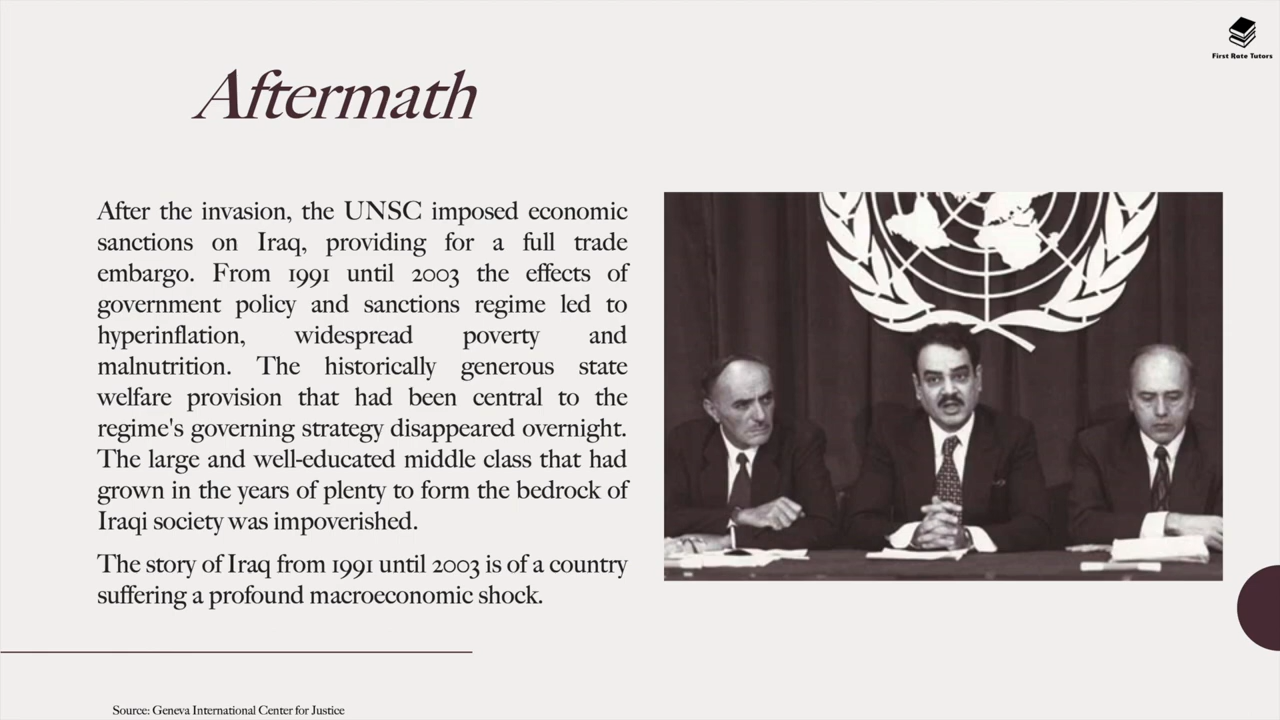 First Rate Tutors
Aftermath
After the invasion, the UNSC imposed economic
sanctions on Iraq, providing for a full trade
embargo. From 1991 until 2003 the effects of
government policy and sanctions regime led to
hyperinflation, widespread poverty and
malnutrition. The historically generous state
welfare provision that had been central to the
regime's governing strategy disappeared overnight.
The large and well-educated middle class that had
grown in the years of plenty to form the bedrock of
Iraqi society was impoverished.
The story of Iraq from 1991 until 2003 is of a country
suffering a profound macroeconomic shock.
Source: Geneva International Center for Justice